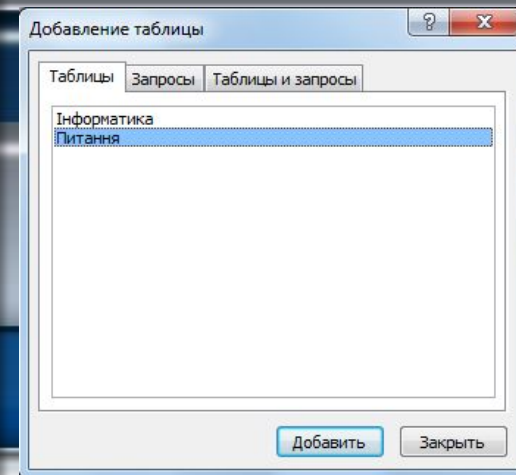 Добавление таблицы
Таблицы Запросы Таблицы и запросы
Інформатика
Питання
Добавить Закрыть